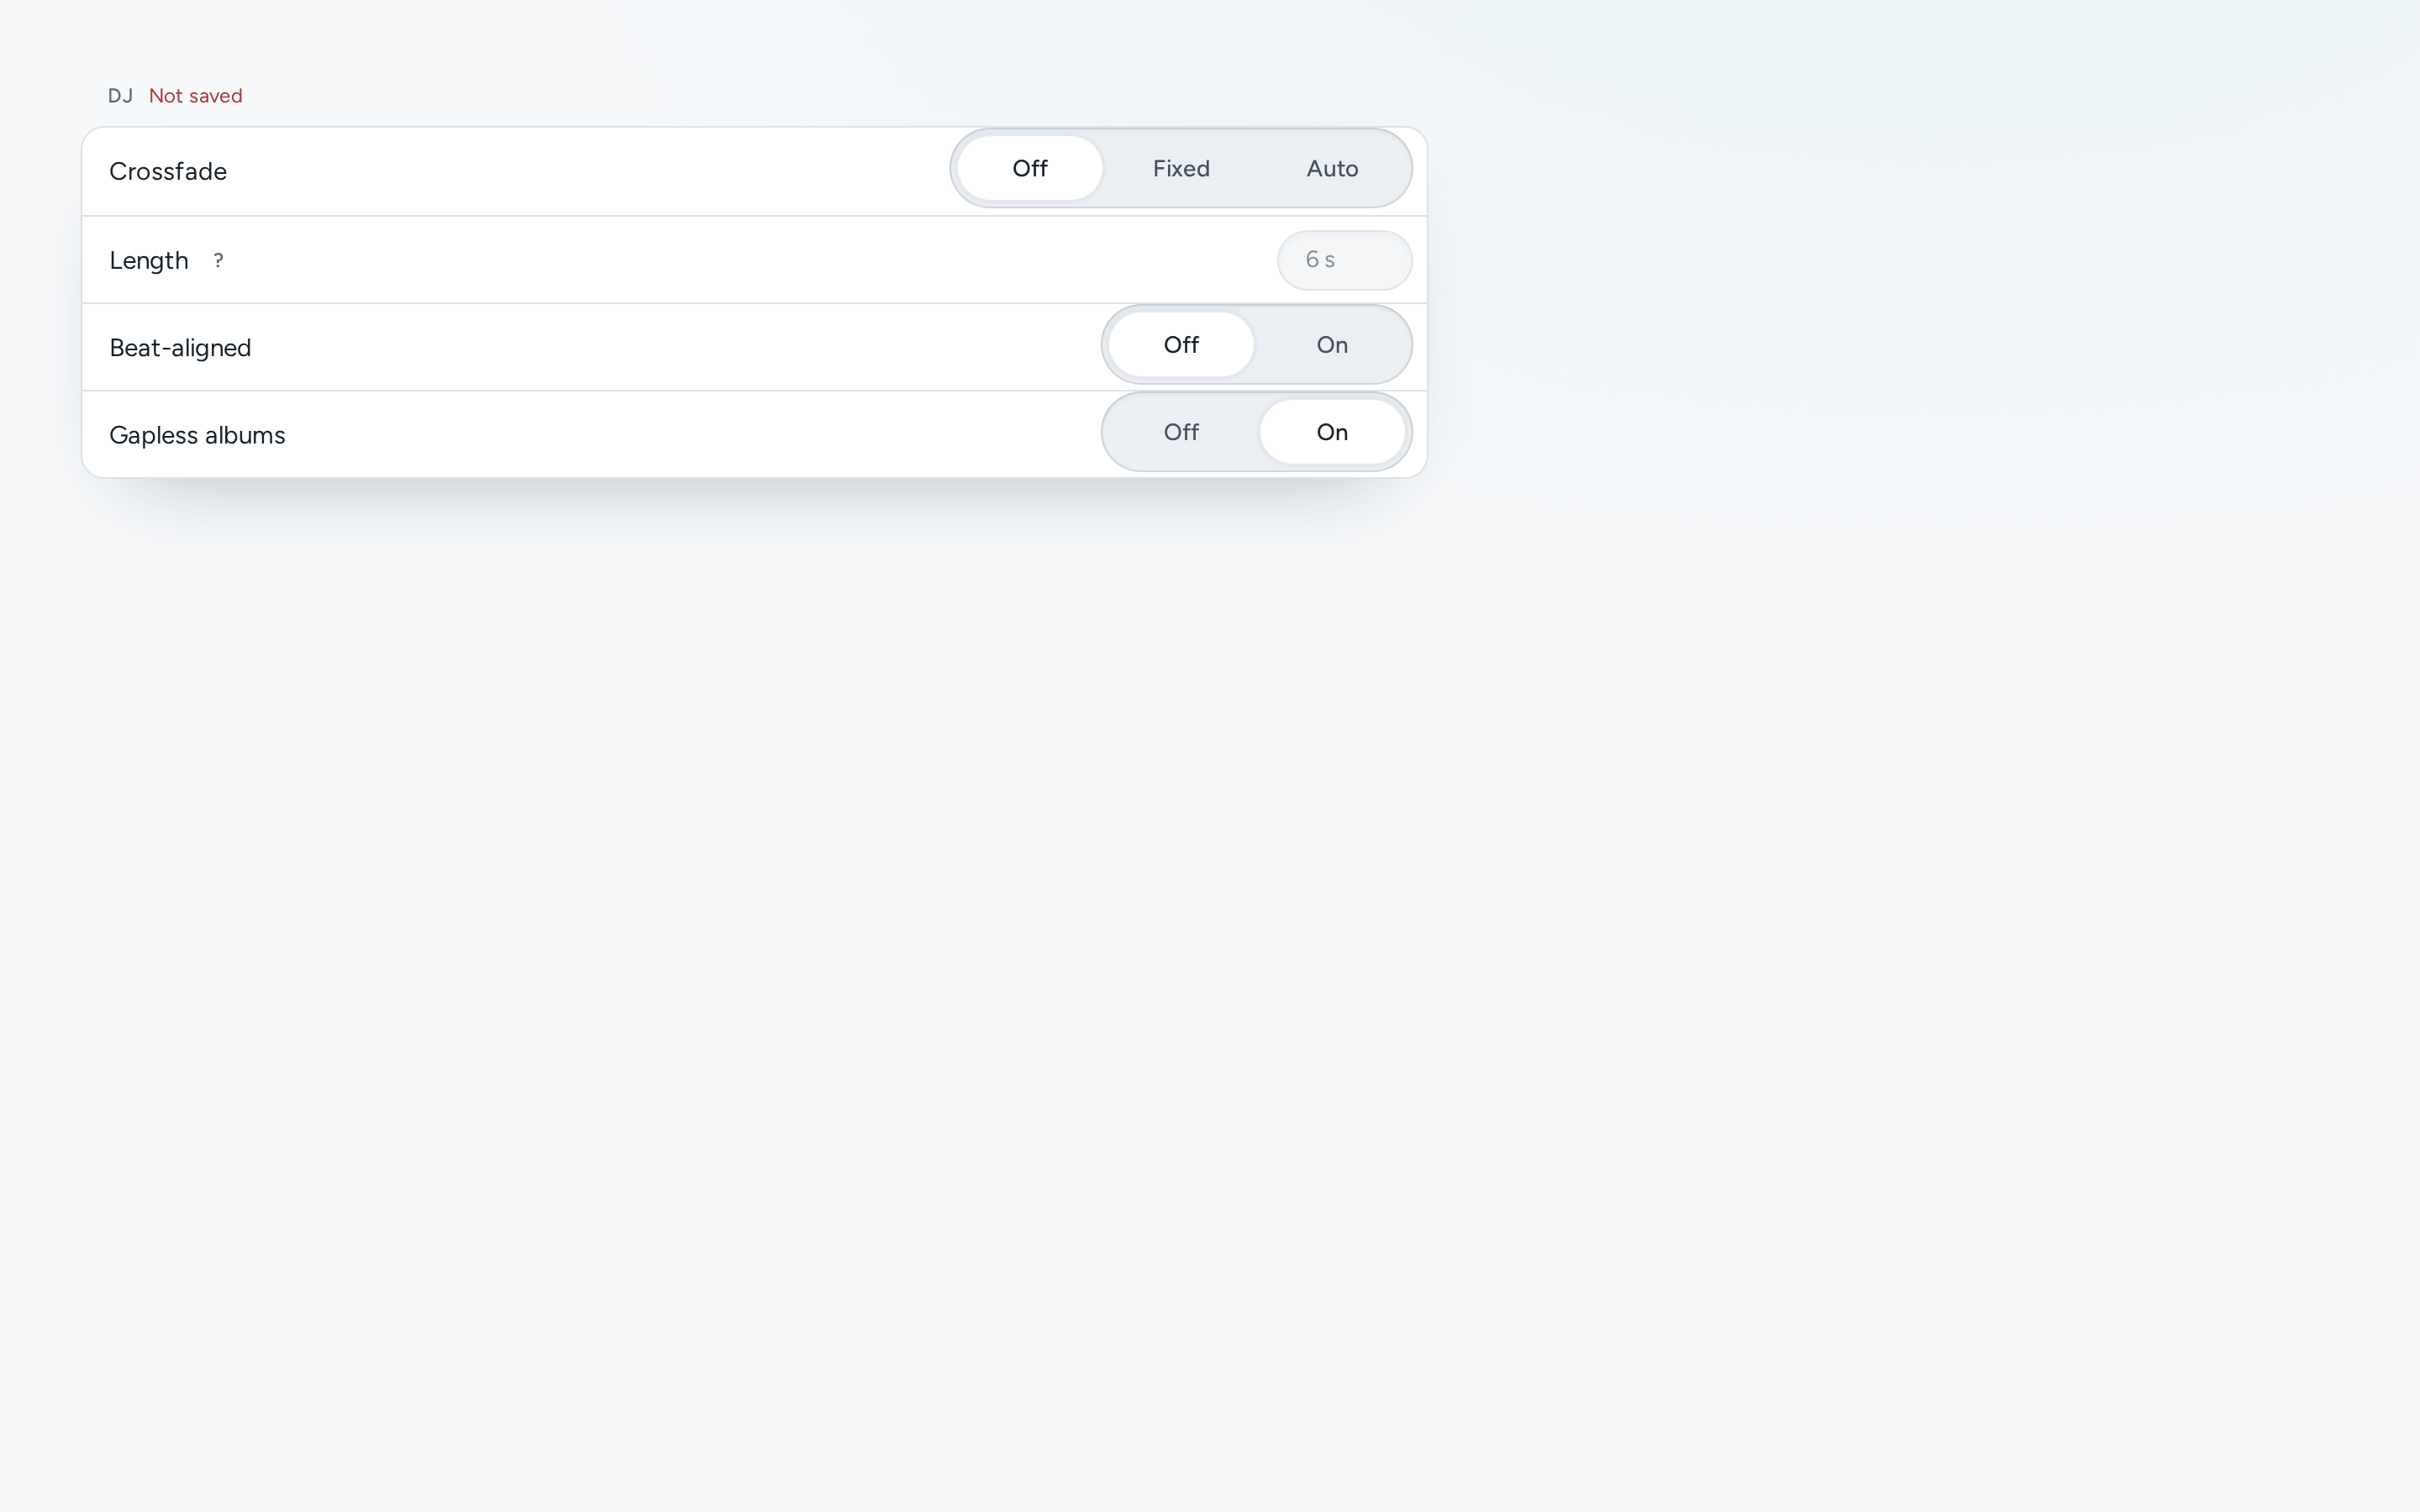 DJ Not saved
Crossfade Off Fixed Auto
Length ? 6 s
Beat-aligned Off On
Gapless albums Off On